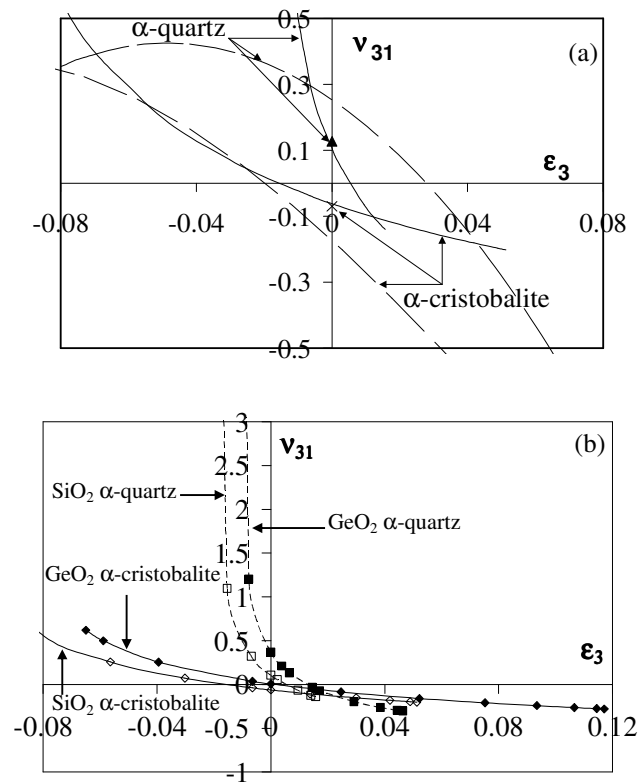 0.5
α-quartz
ν31
(a)
0.3
0.1
ε3
-0.08
-0.04
0
0.04
0.08
-0.1
-0.3
α-cristobalite
-0.5
3
ν31
(b)
2.5
SiO2 α-quartz
2
GeO2 α-quartz
1.5
GeO2 α-cristobalite
1
0.5
ε3
0
SiO2 α-cristobalite
-0.5
-0.08
-0.04
0
0.04
0.08
0.12
-1